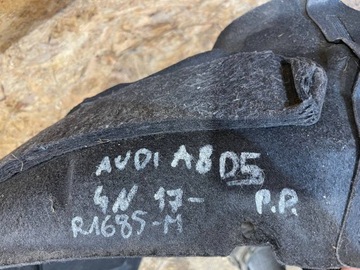 AUDI A8 D5
4N 17- P.P.
R1685-M